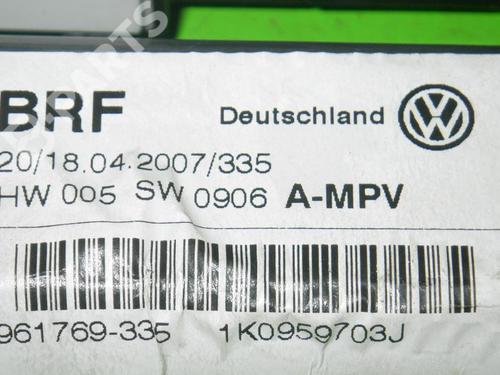 BRF Deutschland
20/18.04.2007/335
HW 005 SW 0906 A-MPV
961769-335 1K0959703J